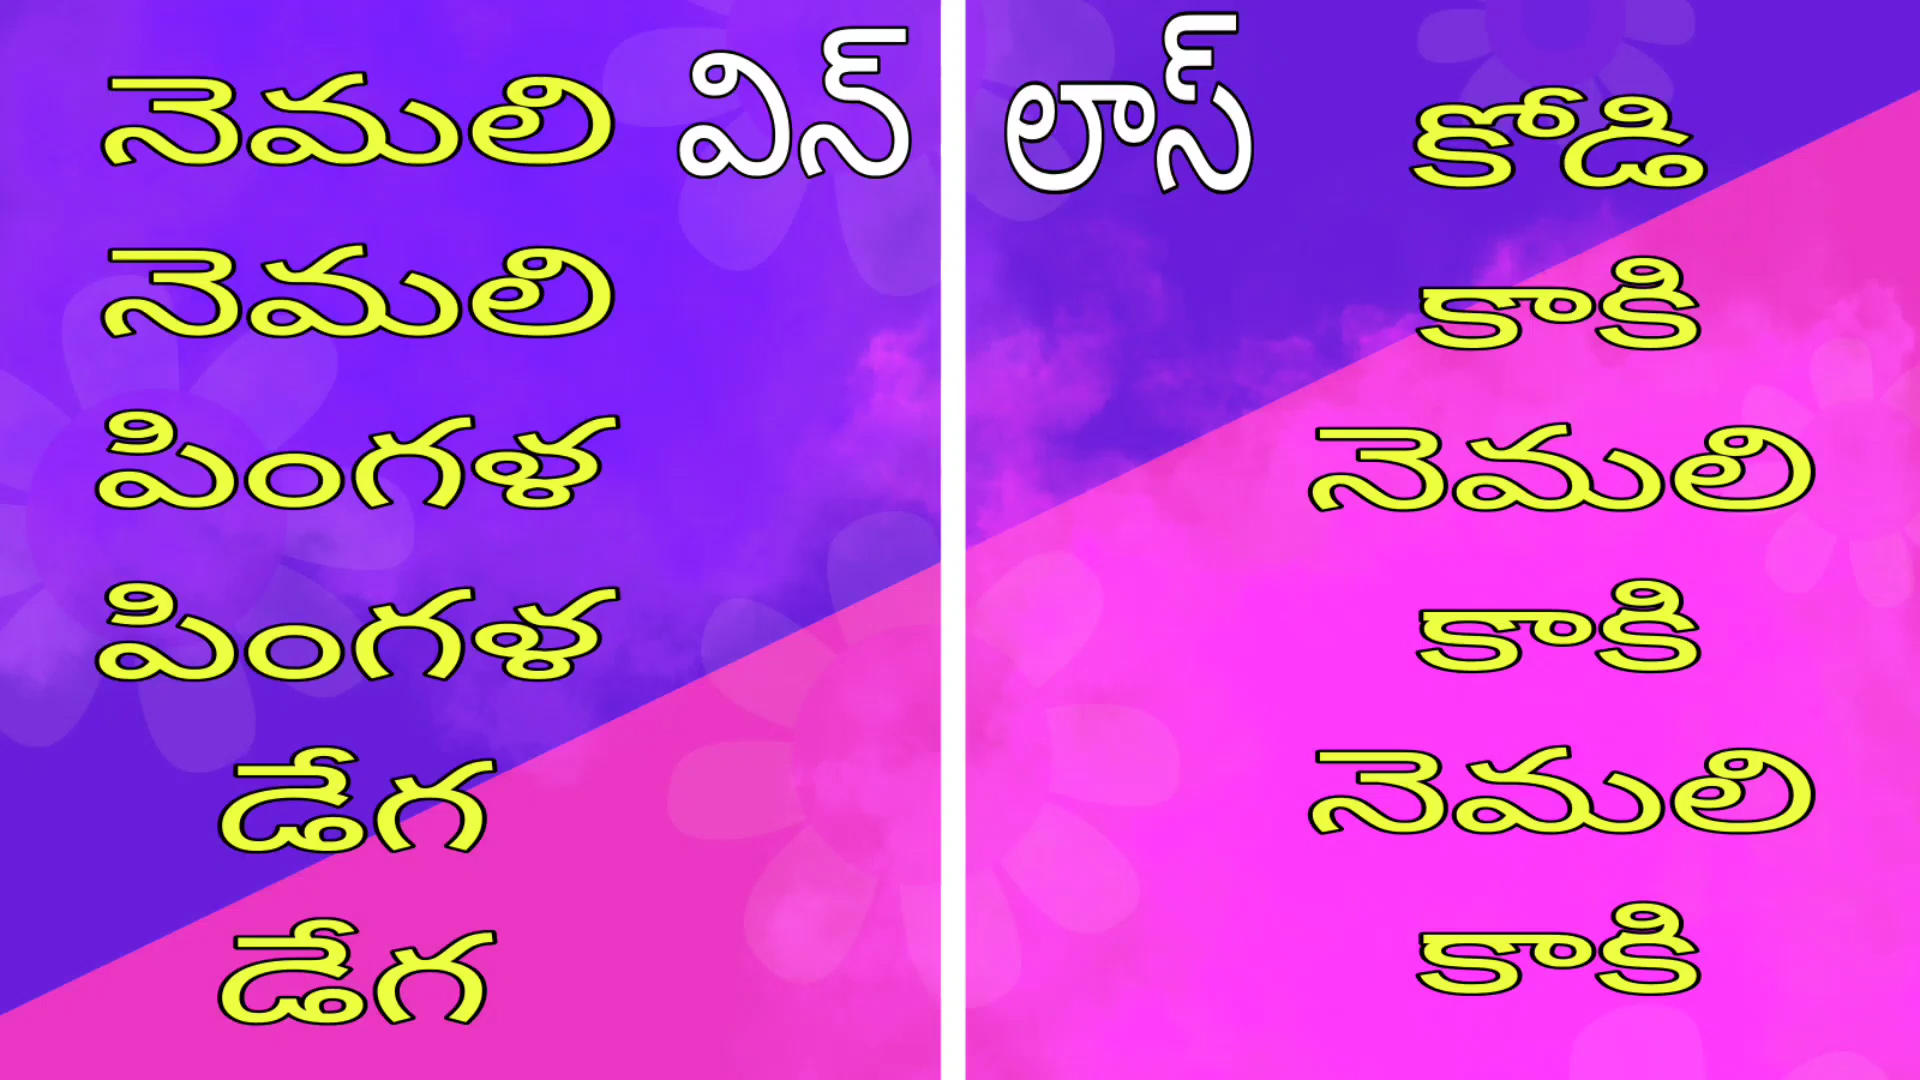 నెమలి విన్ లాస్ కోడి
నెమలి కాకి
పింగళ నెమలి
పింగళ కాకి
డేగ నెమలి
డేగ కాకి